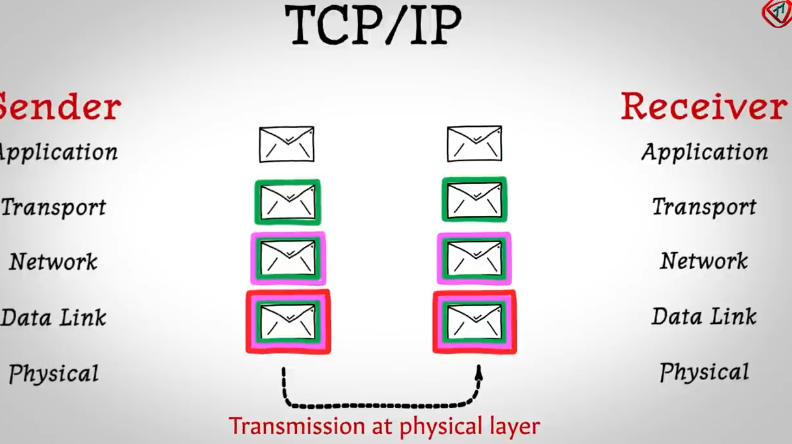 TCP/IP
Sender Receiver
Application Application
Transport Transport
Network Network
Data Link Data Link
Physical Physical
Transmission at physical layer